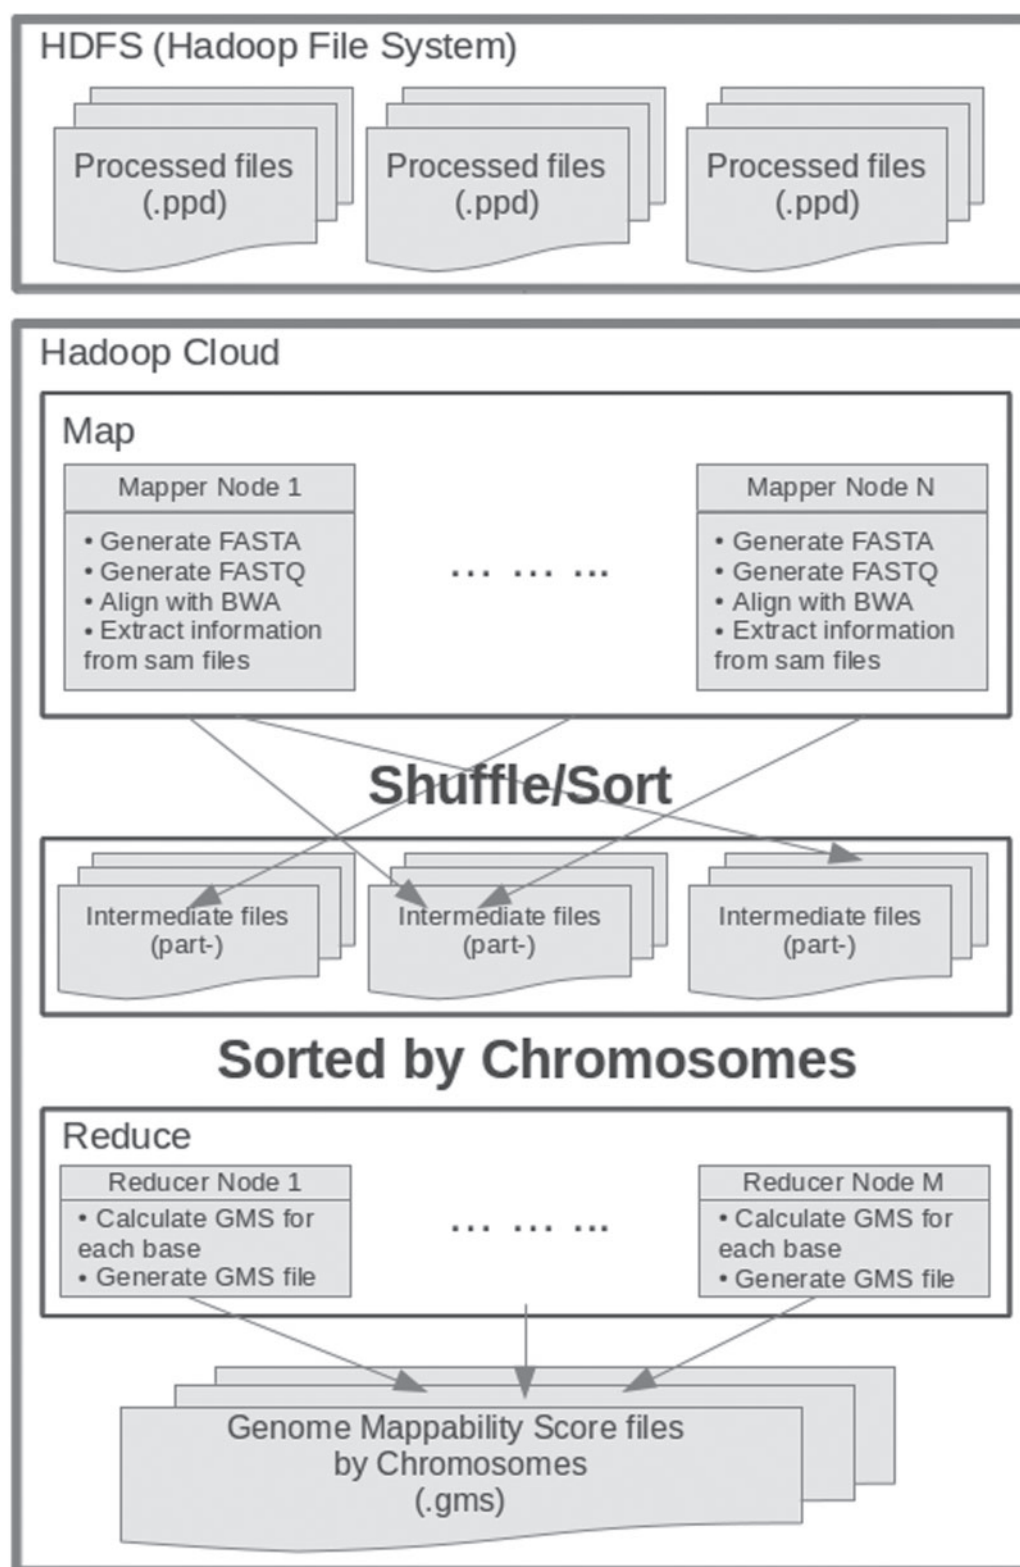 HDFS (Hadoop File System)
Processed files
(.ppd)
Processed files
(.ppd)
Processed files
(.ppd)
Hadoop Cloud
Map
Mapper Node 1
• Generate FASTA
• Generate FASTQ
• Align with BWA
• Extract information
from sam files
... ... ...
Mapper Node N
• Generate FASTA
• Generate FASTQ
• Align with BWA
• Extract information
from sam files
Shuffle/Sort
Intermediate files
(part-)
Intermediate files
(part-)
Intermediate files
(part-)
Sorted by Chromosomes
Reduce
Reducer Node 1
• Calculate GMS for
each base
• Generate GMS file
... ... ...
Reducer Node M
• Calculate GMS for
each base
• Generate GMS file
Genome Mappability Score files
by Chromosomes
(.gms)